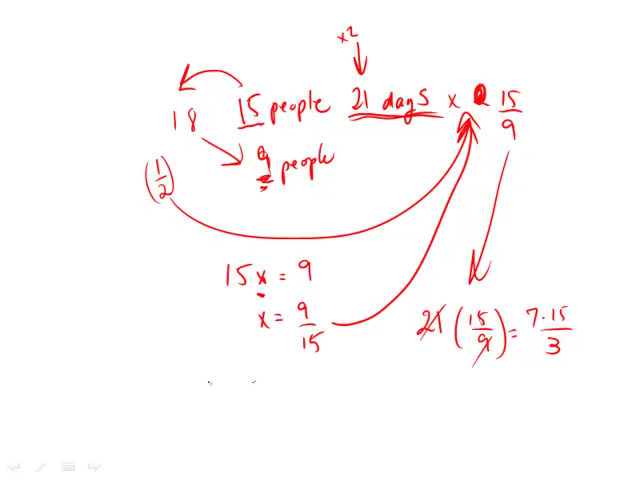 x2
18 15 people 21 days x 15/9
9 people
(1/2)
15x = 9
x = 9/15
21 (15/9) = 7·15/3